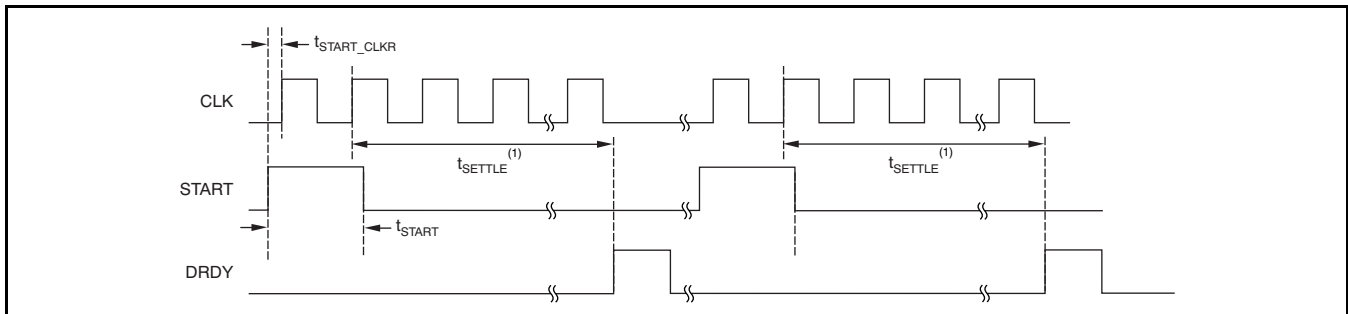 tSTART_CLKR
CLK
tSETTLE(1) tSETTLE(1)
START
tSTART
DRDY